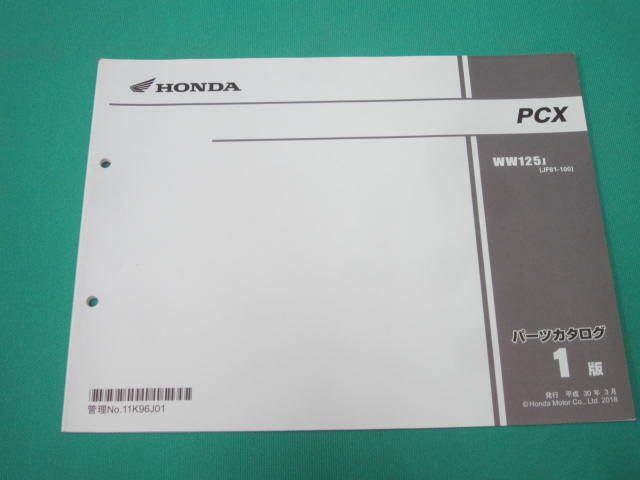 HONDA
PCX
WW125J
(JF81-100)
パーツカタログ
1 版
発行 平成 30 年 3 月
©Honda Motor Co., Ltd. 2018
管理No.11K96J01